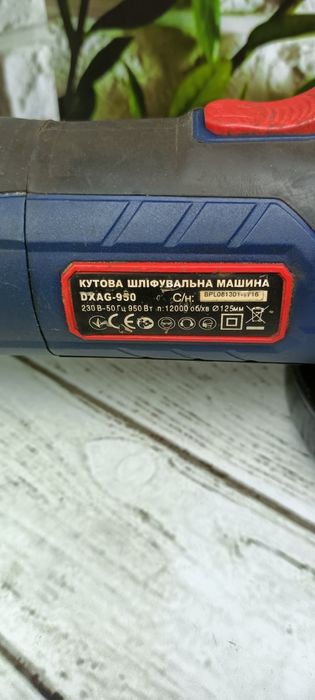 КУТОВА ШЛІФУВАЛЬНА МАШИНА
DXAG-950 С/Н:
230 В~50 Гц 950 Вт n:12000 об/хв Ø125мм